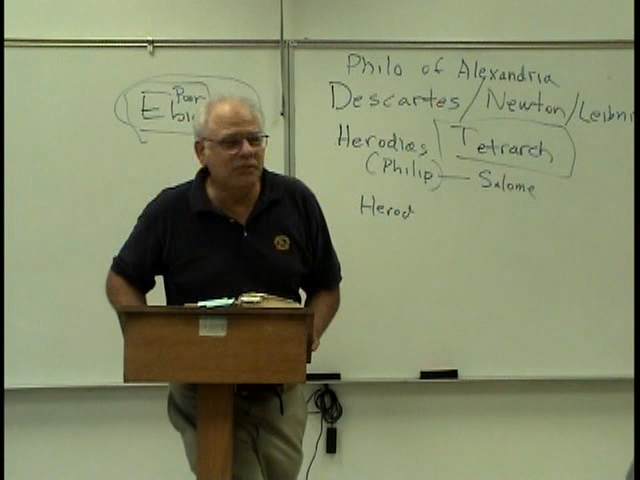 Poor
Philo of Alexandria
Descartes/Newton/Leibni
Herodias Tetrarch
(Philip) — Salome
Herod